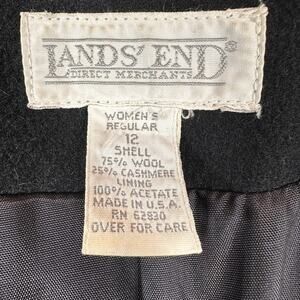 LANDS' END®
DIRECT MERCHANTS
WOMEN'S
REGULAR
12
SHELL
75% WOOL
25% CASHMERE
LINING
100% ACETATE
MADE IN U.S.A.
RN 62830
OVER FOR CARE